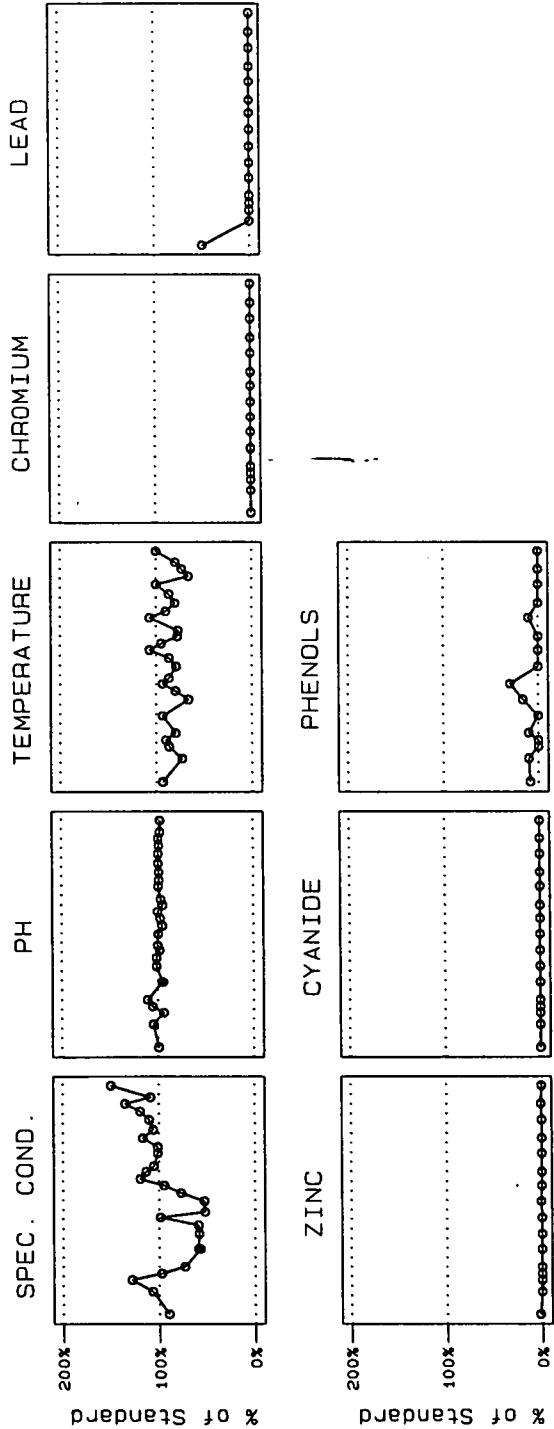 SPEC. COND.
PH
TEMPERATURE
CHROMIUM
LEAD
200%
100%
0%
% of Standard
ZINC
CYANIDE
PHENOLS
200%
100%
0%
% of Standard